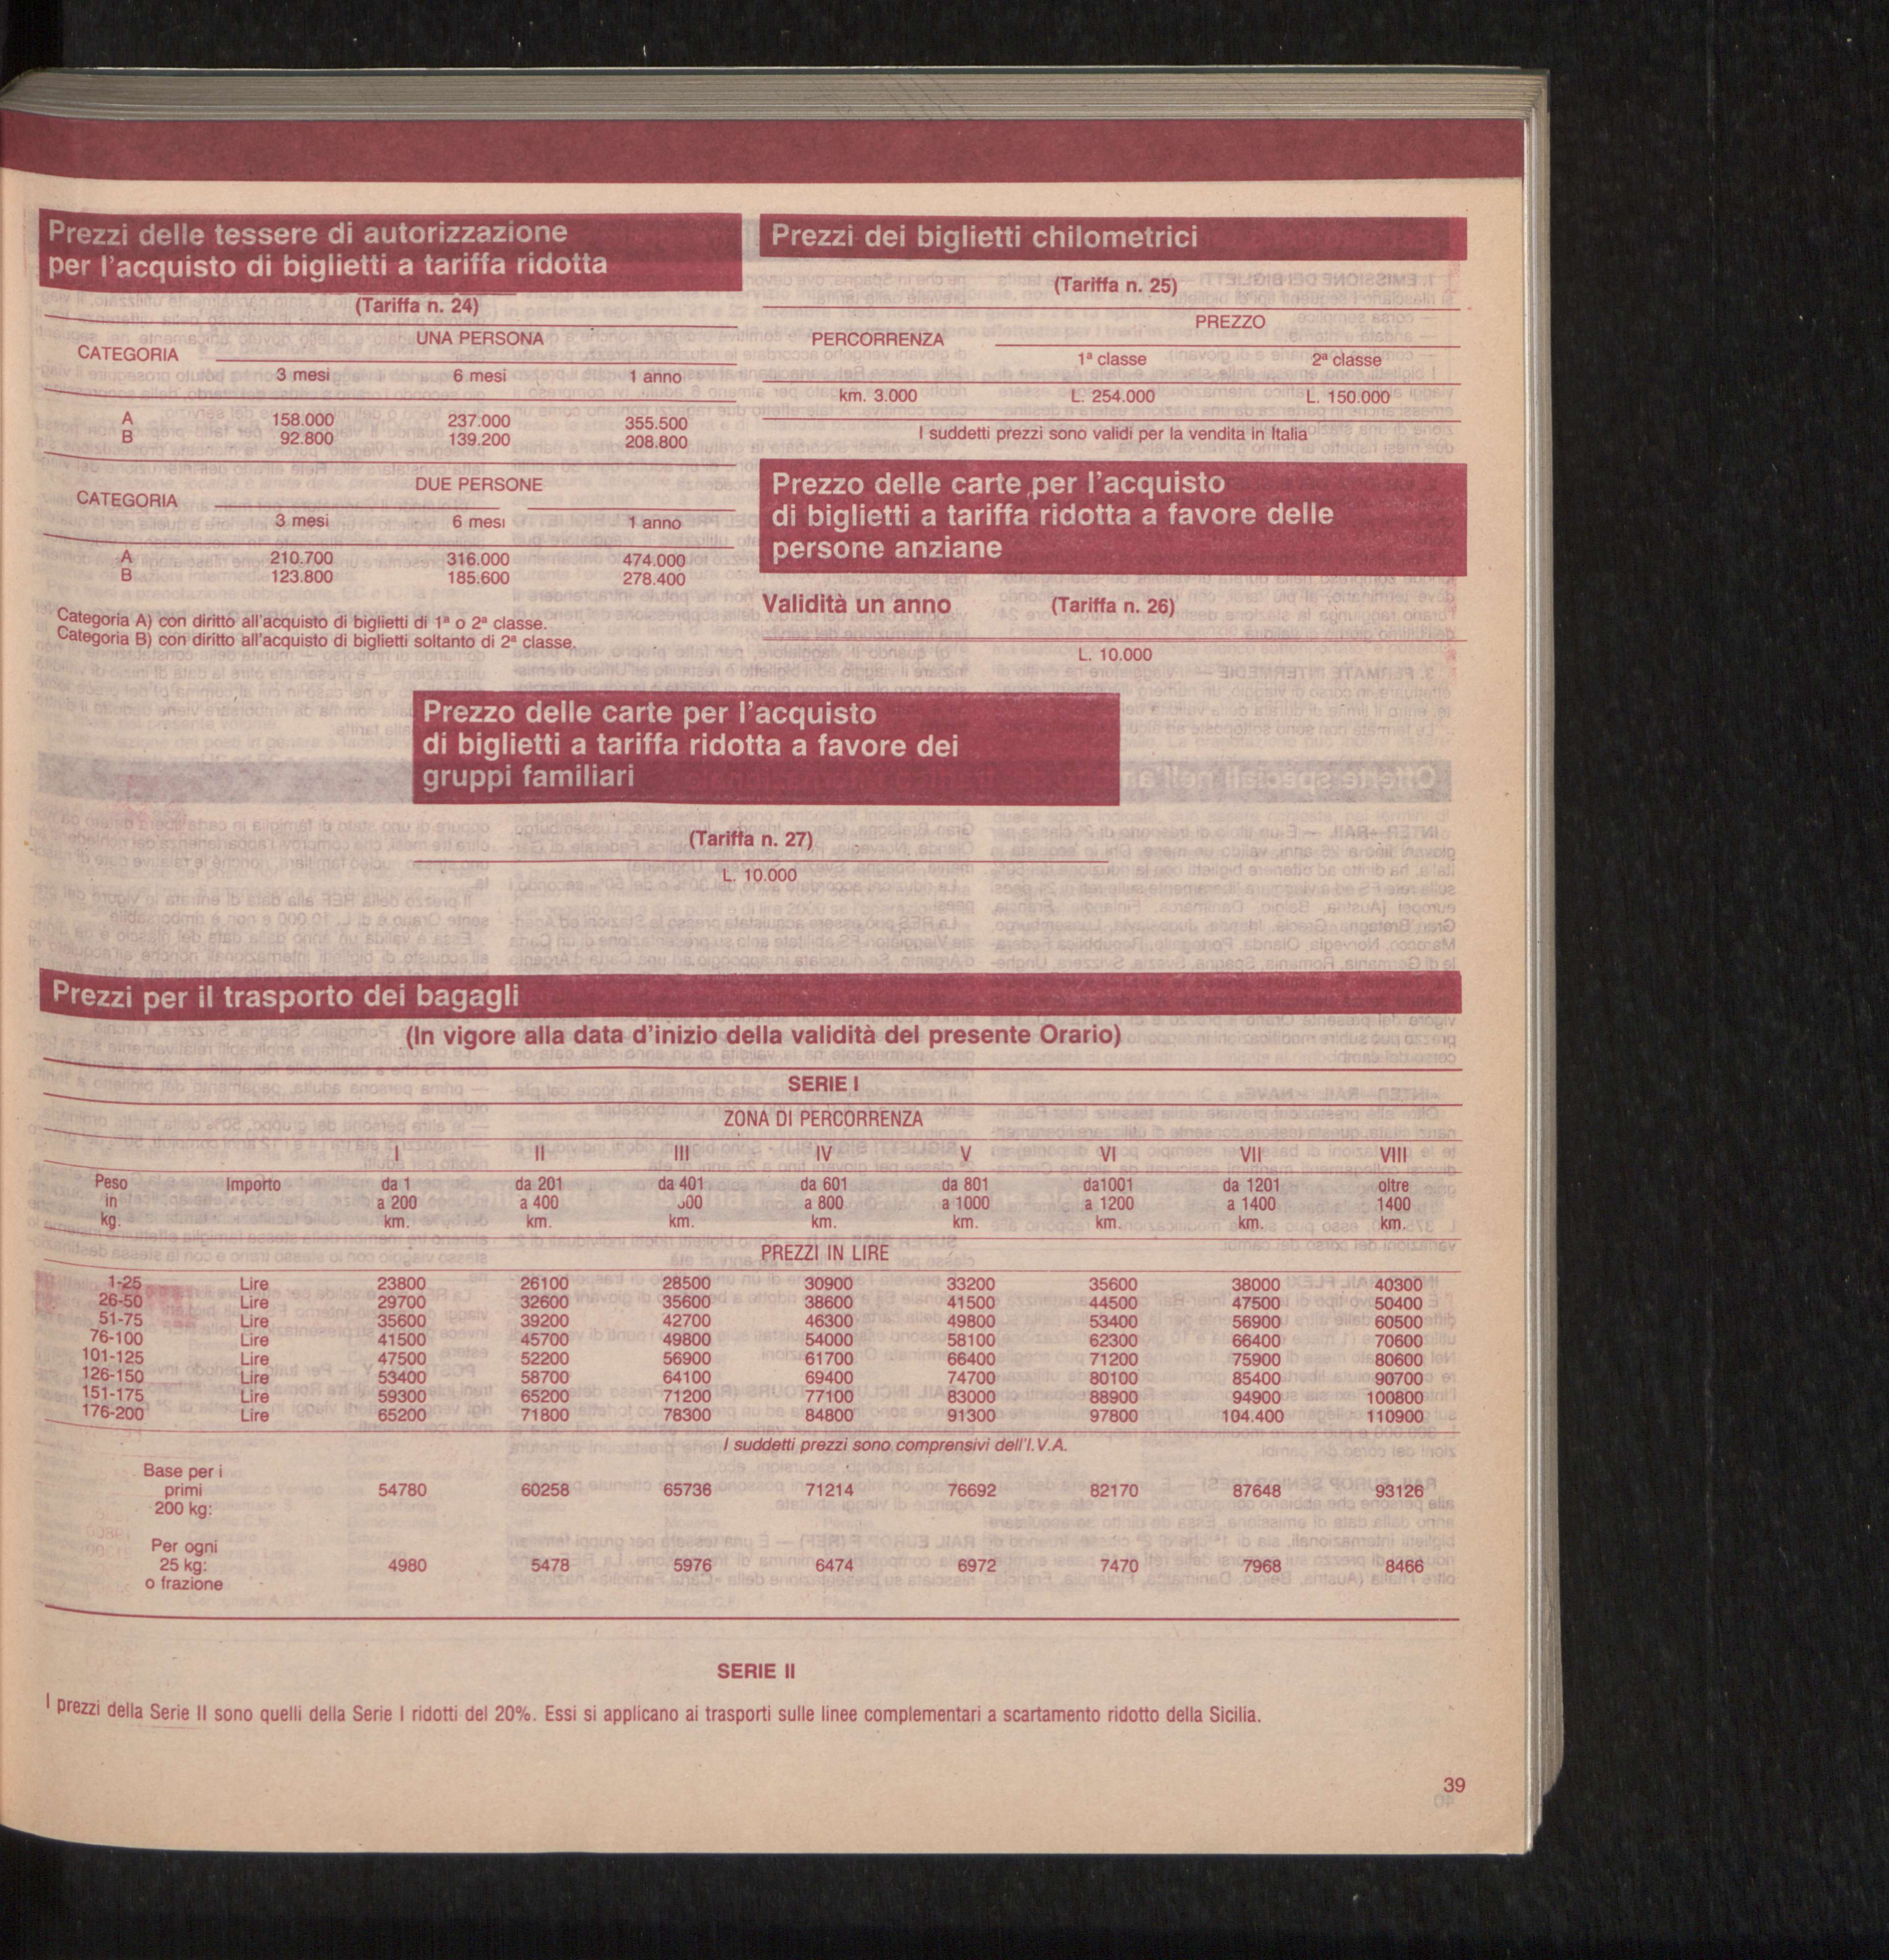 Prezzi delle tessere di autorizzazione
per l'acquisto di biglietti a tariffa ridotta
(Tariffa n. 24)
UNA PERSONA
CATEGORIA
3 mesi 6 mesi 1 anno
A 158.000 237.000 355.500
B 92.800 139.200 208.800
DUE PERSONE
CATEGORIA
3 mesi 6 mesi 1 anno
A 210.700 316.000 474.000
B 123.800 185.600 278.400
Categoria A) con diritto all'acquisto di biglietti di 1ª o 2ª classe.
Categoria B) con diritto all'acquisto di biglietti soltanto di 2ª classe.
Prezzi dei biglietti chilometrici
(Tariffa n. 25)
PREZZO
PERCORRENZA
1ª classe 2ª classe
km. 3.000 L. 254.000 L. 150.000
I suddetti prezzi sono validi per la vendita in Italia
Prezzo delle carte per l'acquisto
di biglietti a tariffa ridotta a favore delle
persone anziane
Validità un anno (Tariffa n. 26)
L. 10.000
Prezzo delle carte per l'acquisto
di biglietti a tariffa ridotta a favore dei
gruppi familiari
(Tariffa n. 27)
L. 10.000
Prezzi per il trasporto dei bagagli
(In vigore alla data d'inizio della validità del presente Orario)
SERIE I
ZONA DI PERCORRENZA
I II III IV V VI VII VIII
Peso Importo da 1 da 201 da 401 da 601 da 801 da1001 da 1201 oltre
in a 200 a 400 a 800 a 1000 a 1200 a 1400 1400
kg. km. km. km. km. km. km. km. km.
PREZZI IN LIRE
1-25 Lire 23800 26100 28500 30900 33200 35600 38000 40300
26-50 Lire 29700 32600 35600 38600 41500 44500 47500 50400
51-75 Lire 35600 39200 42700 46300 49800 53400 56900 60500
76-100 Lire 41500 45700 49800 54000 58100 62300 66400 70600
101-125 Lire 47500 52200 56900 61700 66400 71200 75900 80600
126-150 Lire 53400 58700 64100 69400 74700 80100 85400 90700
151-175 Lire 59300 65200 71200 77100 83000 88900 94900 100800
176-200 Lire 65200 71800 78300 84800 91300 97800 104.400 110900
I suddetti prezzi sono comprensivi dell'I.V.A.
Base per i
primi 54780 60258 65736 71214 76692 82170 87648 93126
200 kg:
Per ogni
25 kg: 4980 5478 5976 6474 6972 7470 7968 8466
o frazione
SERIE II
I prezzi della Serie II sono quelli della Serie I ridotti del 20%. Essi si applicano ai trasporti sulle linee complementari a scartamento ridotto della Sicilia.
39